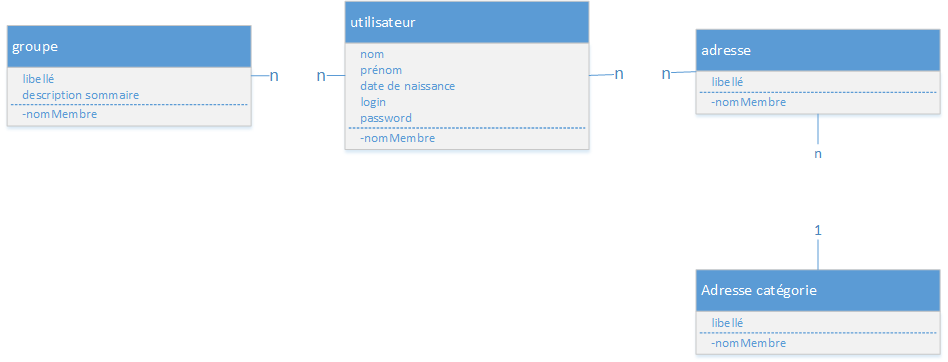 groupe
libellé
description sommaire
-nomMembre
n
n
utilisateur
nom
prénom
date de naissance
login
password
-nomMembre
n
n
adresse
libellé
-nomMembre
n
1
Adresse catégorie
libellé
-nomMembre